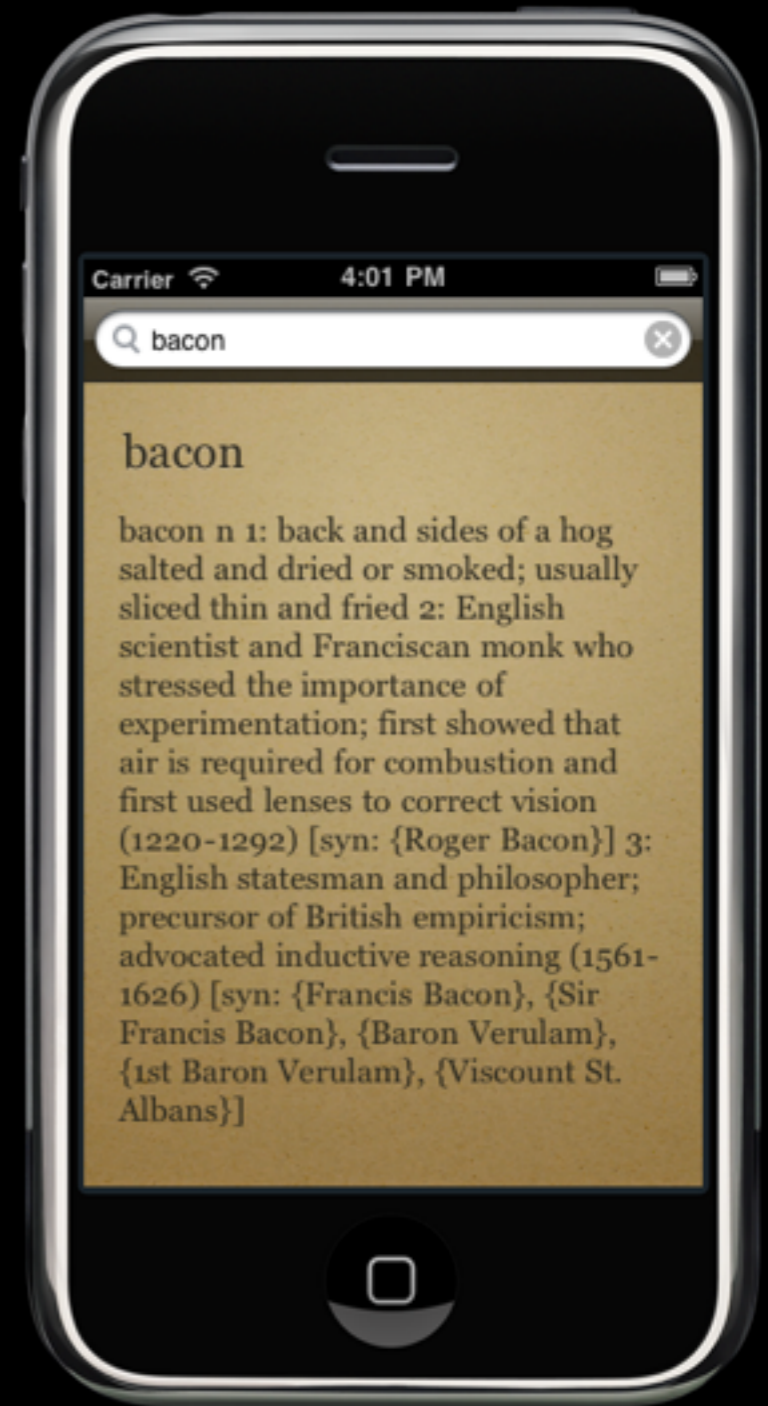 Carrier 4:01 PM
bacon
bacon
bacon n 1: back and sides of a hog
salted and dried or smoked; usually
sliced thin and fried 2: English
scientist and Franciscan monk who
stressed the importance of
experimentation; first showed that
air is required for combustion and
first used lenses to correct vision
(1220-1292) [syn: {Roger Bacon}] 3:
English statesman and philosopher;
precursor of British empiricism;
advocated inductive reasoning (1561-
1626) [syn: {Francis Bacon}, {Sir
Francis Bacon}, {Baron Verulam},
{1st Baron Verulam}, {Viscount St.
Albans}]